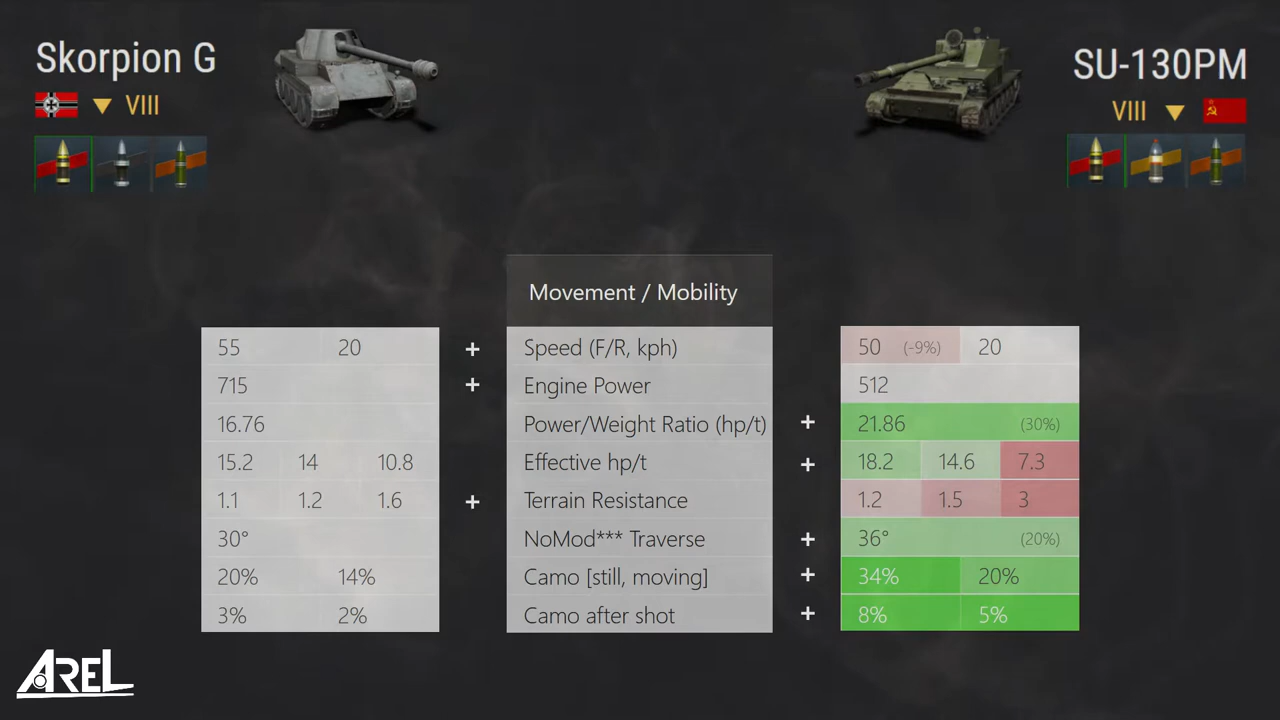 Skorpion G
VIII
SU-130PM
VIII
Movement / Mobility
55 20 + Speed (F/R, kph) 50 (-9%) 20
715 + Engine Power 512
16.76 Power/Weight Ratio (hp/t) + 21.86 (30%)
15.2 14 10.8 Effective hp/t + 18.2 14.6 7.3
1.1 1.2 1.6 + Terrain Resistance 1.2 1.5 3
30° NoMod*** Traverse + 36° (20%)
20% 14% Camo [still, moving] + 34% 20%
3% 2% Camo after shot + 8% 5%
AREL